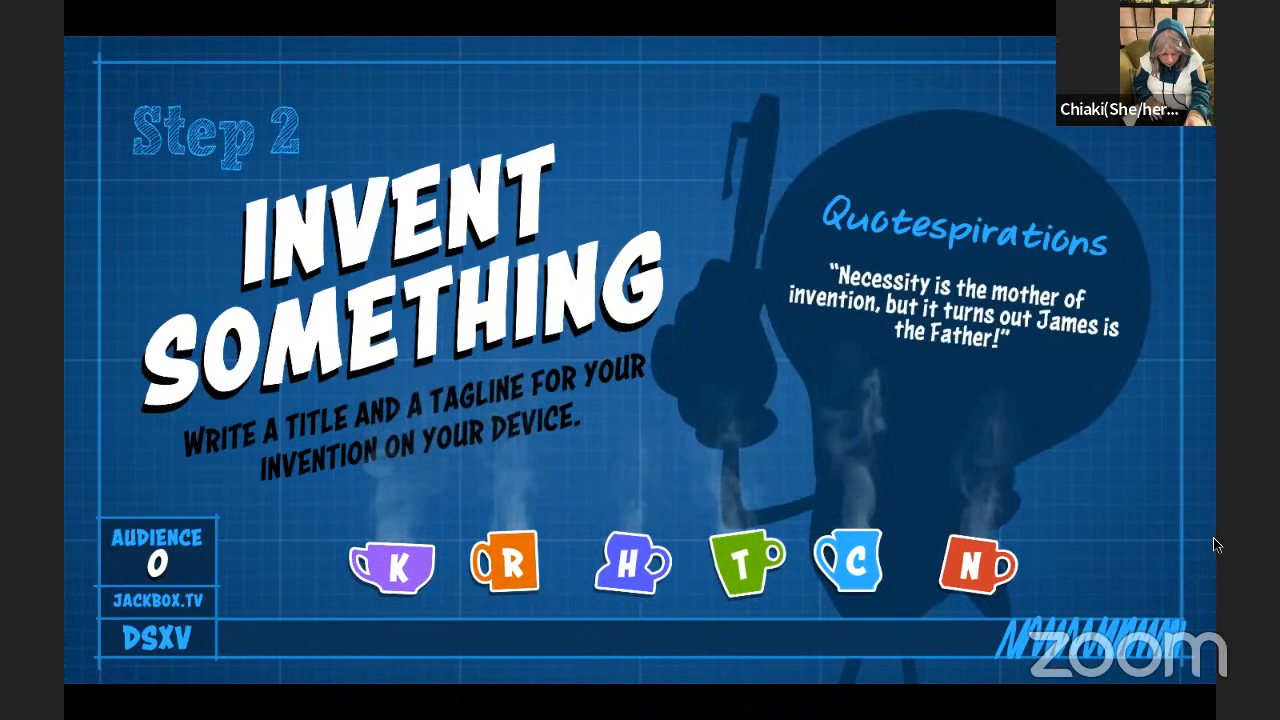 Chiaki(She/her...
Step 2
INVENT
SOMETHING
WRITE A TITLE AND A TAGLINE FOR YOUR
INVENTION ON YOUR DEVICE.
Quotespirations
"Necessity is the mother of
invention, but it turns out James is
the Father!"
K R H T C N
AUDIENCE
0
JACKBOX.TV
DSXV
zoom